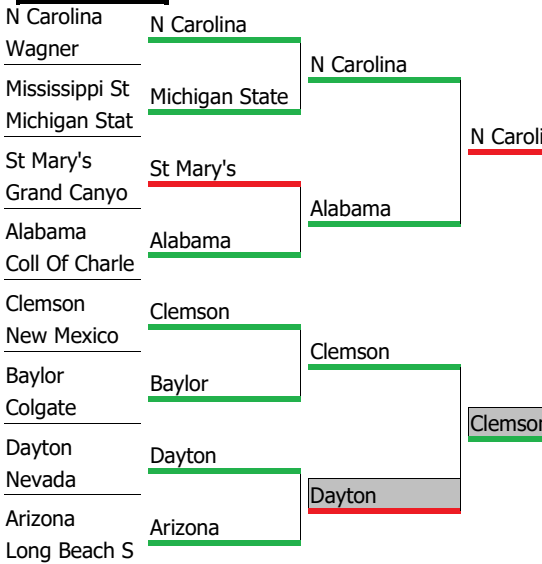 N Carolina
Wagner
Mississippi St
Michigan Stat
St Mary's
Grand Canyo
Alabama
Coll Of Charle
Clemson
New Mexico
Baylor
Colgate
Dayton
Nevada
Arizona
Long Beach S
N Carolina
Michigan State
St Mary's
Alabama
Clemson
Baylor
Dayton
Arizona
N Carolina
Alabama
Clemson
Dayton
N Caroli
Clemson